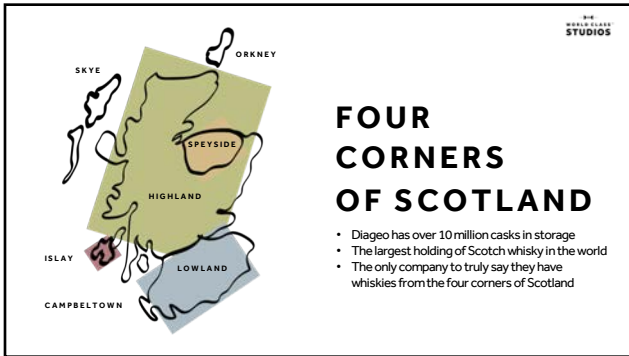 WORLD CLASS
STUDIOS
ORKNEY
SKYE
SPEYSIDE
HIGHLAND
ISLAY
LOWLAND
CAMPBELTOWN
FOUR
CORNERS
OF SCOTLAND
• Diageo has over 10 million casks in storage
• The largest holding of Scotch whisky in the world
• The only company to truly say they have
whiskies from the four corners of Scotland